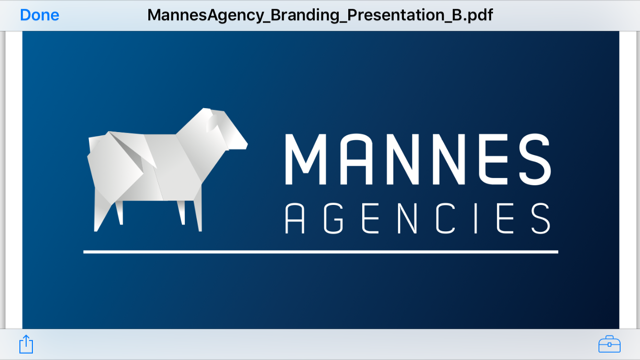 Done MannesAgency_Branding_Presentation_B.pdf
MANNES
AGENCIES